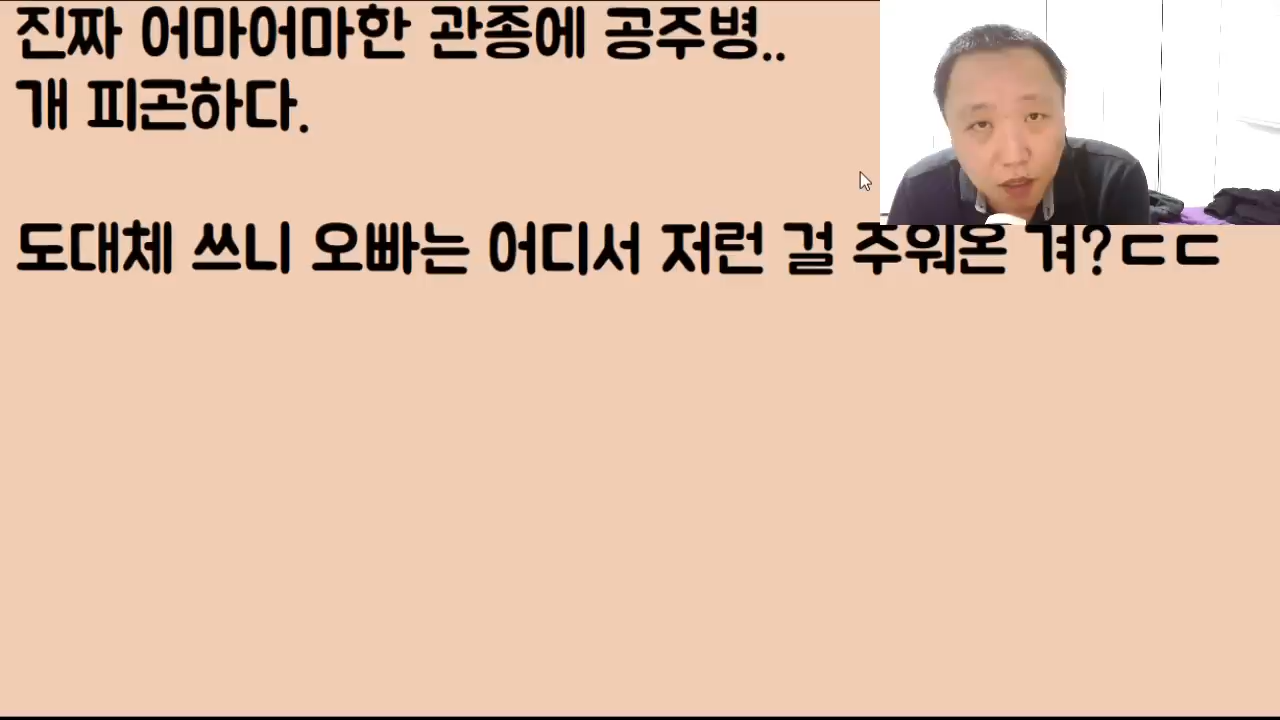 진짜 어마어마한 관종에 공주병..
개 피곤하다.
도대체 쓰니 오빠는 어디서 저런 걸 주워온 겨?ㄷㄷ